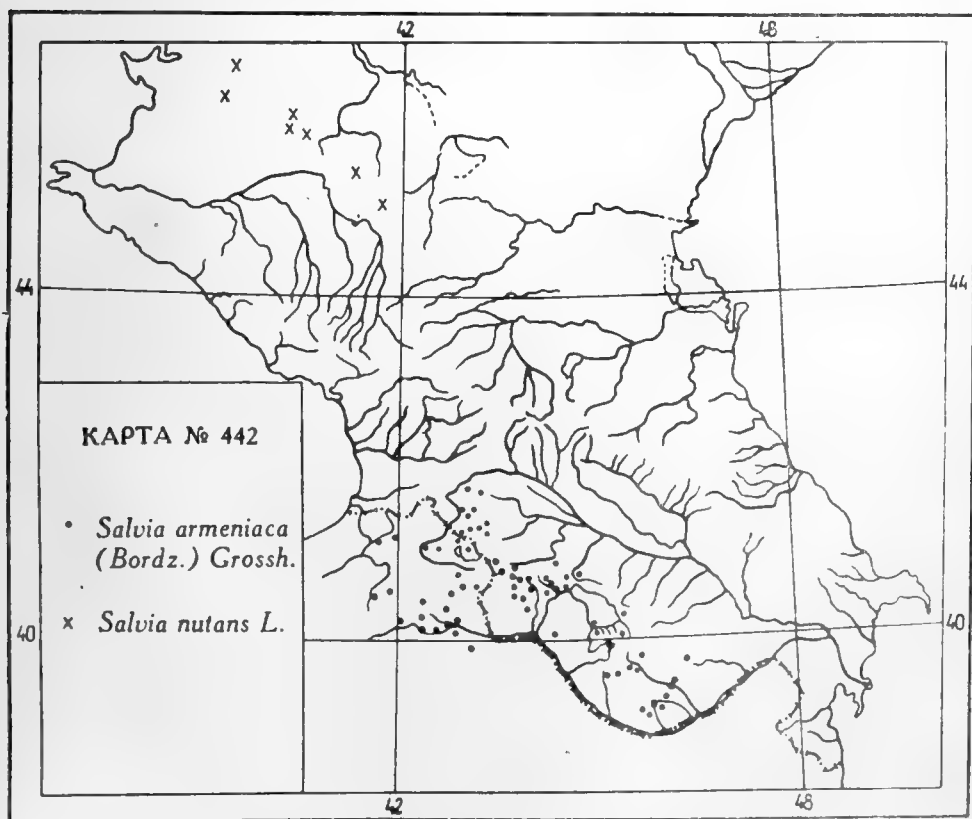 42 48
44 44
КАРТА № 442
• Salvia armeniaca
(Bordz.) Grossh.
x Salvia nutans L.
40 40
42 48